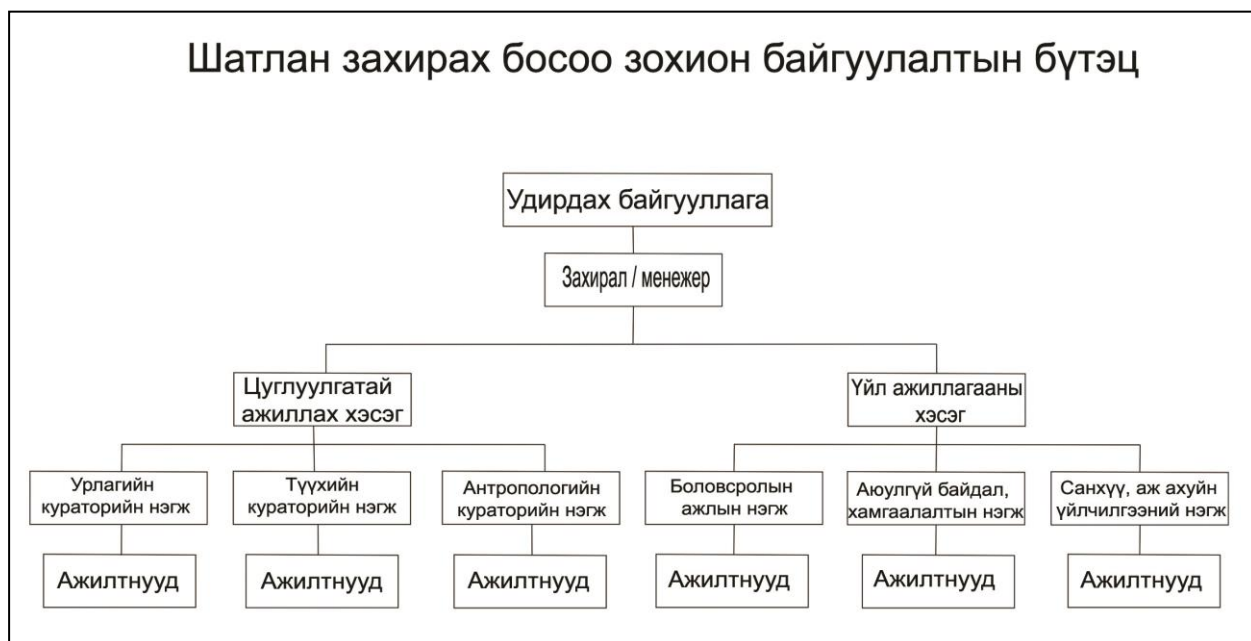 Шатлан захирах босоо зохион байгуулалтын бүтэц
Удирдах байгууллага
Захирал / менежер
Цуглуулгатай
ажиллах хэсэг
Үйл ажиллагааны
хэсэг
Урлагийн
кураторийн нэгж
Түүхийн
кураторийн нэгж
Антропологийн
кураторийн нэгж
Боловсролын
ажлын нэгж
Аюулгүй байдал,
хамгаалалтын нэгж
Санхүү, аж ахуйн
үйлчилгээний нэгж
Ажилтнууд
Ажилтнууд
Ажилтнууд
Ажилтнууд
Ажилтнууд
Ажилтнууд